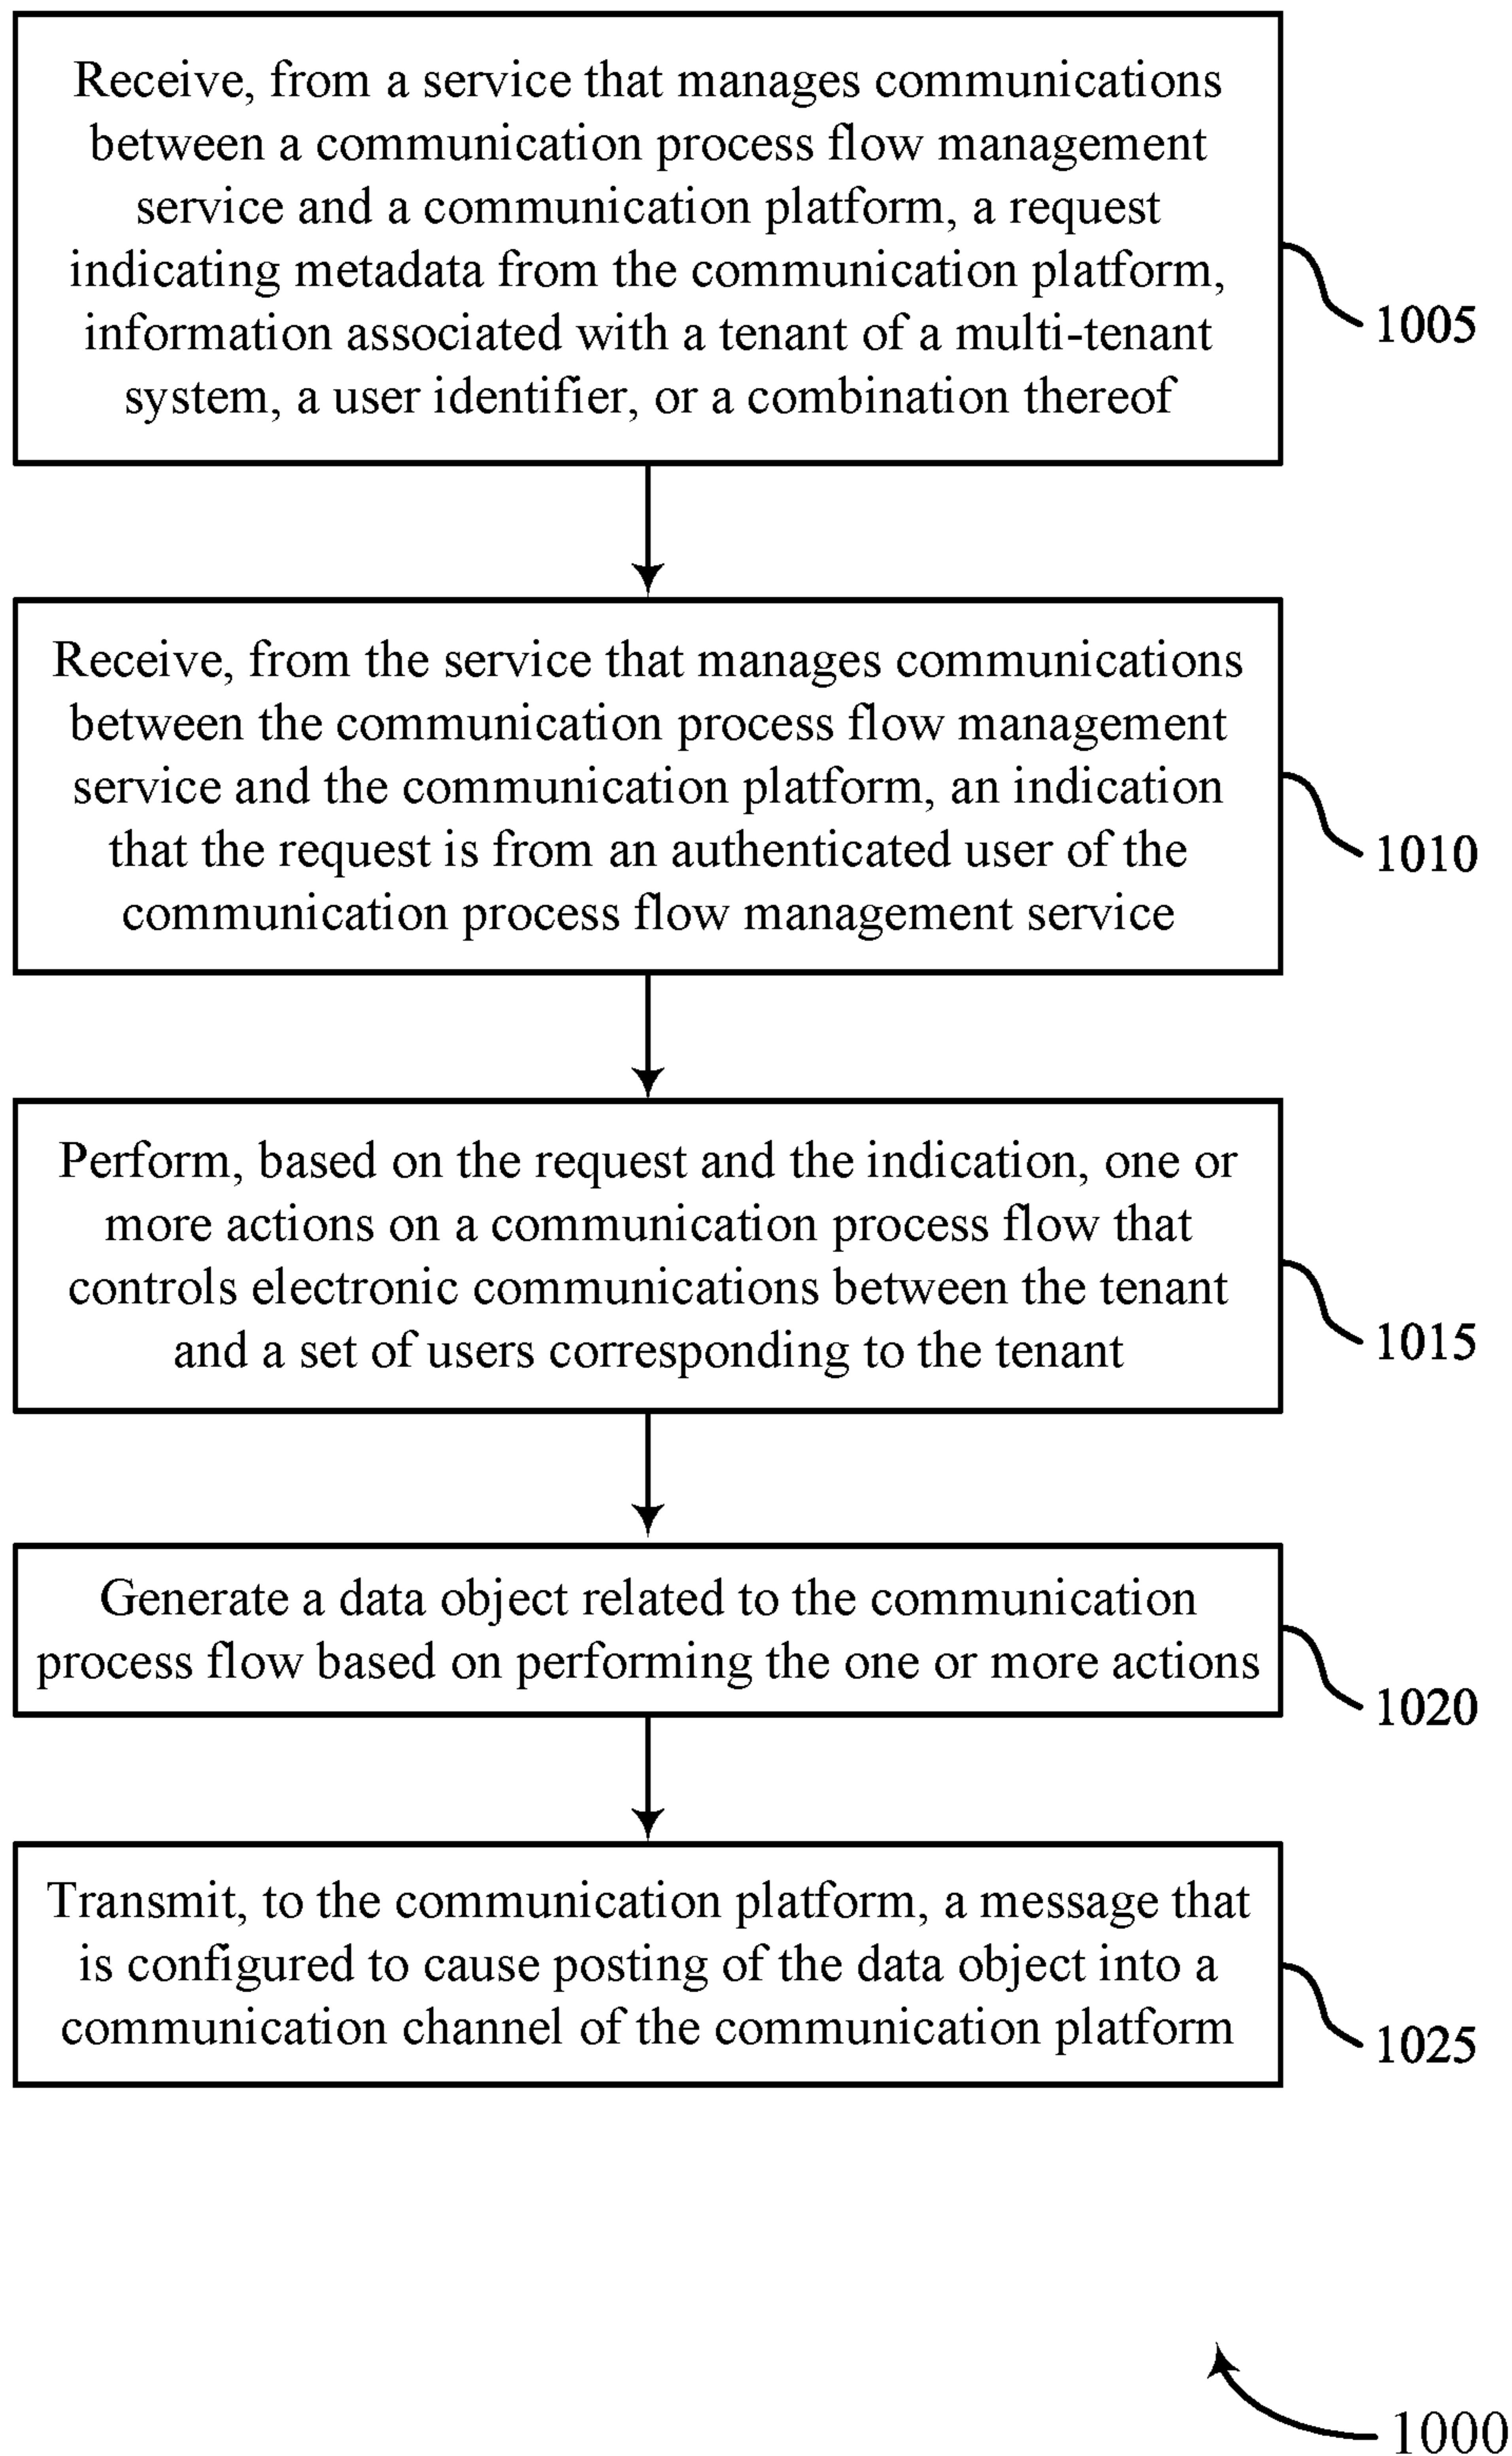 Receive, from a service that manages communications
between a communication process flow management
service and a communication platform, a request
indicating metadata from the communication platform,
information associated with a tenant of a multi-tenant
system, a user identifier, or a combination thereof
1005
Receive, from the service that manages communications
between the communication process flow management
service and the communication platform, an indication
that the request is from an authenticated user of the
communication process flow management service
1010
Perform, based on the request and the indication, one or
more actions on a communication process flow that
controls electronic communications between the tenant
and a set of users corresponding to the tenant
1015
Generate a data object related to the communication
process flow based on performing the one or more actions
1020
Transmit, to the communication platform, a message that
is configured to cause posting of the data object into a
communication channel of the communication platform
1025
1000